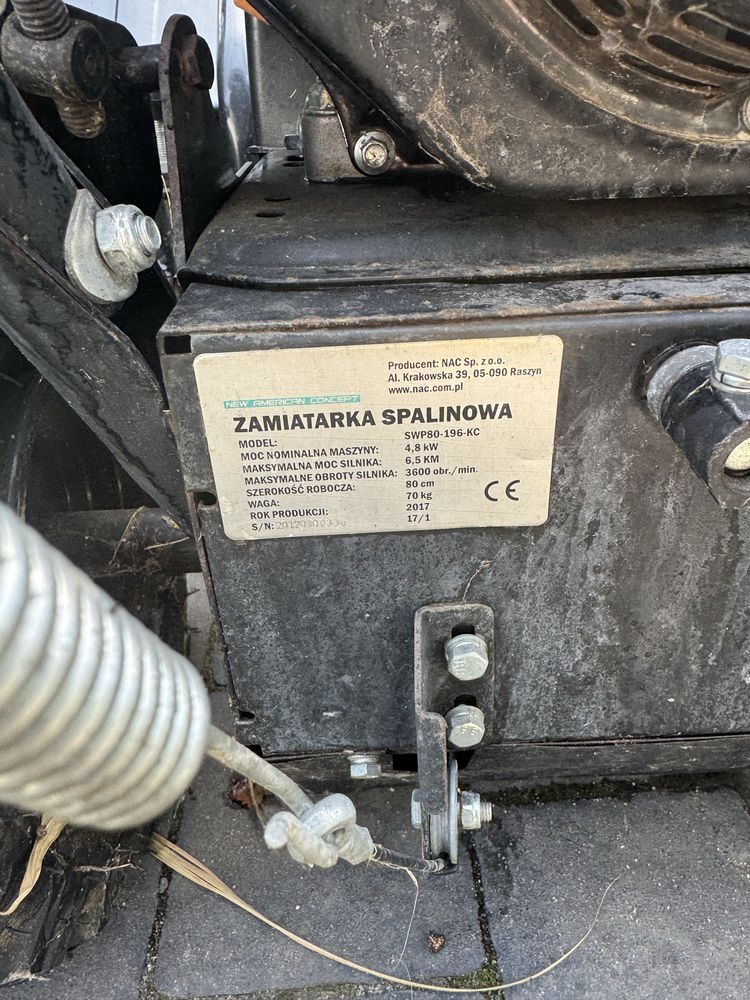 Producent: NAC Sp. z o.o.
Al. Krakowska 39, 05-090 Raszyn
www.nac.com.pl
NEW AMERICAN CONCEPT
ZAMIATARKA SPALINOWA
MODEL: SWP80-196-KC
MOC NOMINALNA MASZYNY: 4,8 kW
MAKSYMALNA MOC SILNIKA: 6,5 KM
MAKSYMALNE OBROTY SILNIKA: 3600 obr./min.
SZEROKOŚĆ ROBOCZA: 80 cm
WAGA: 70 kg
ROK PRODUKCJI: 2017
S/N: 17/1
CE